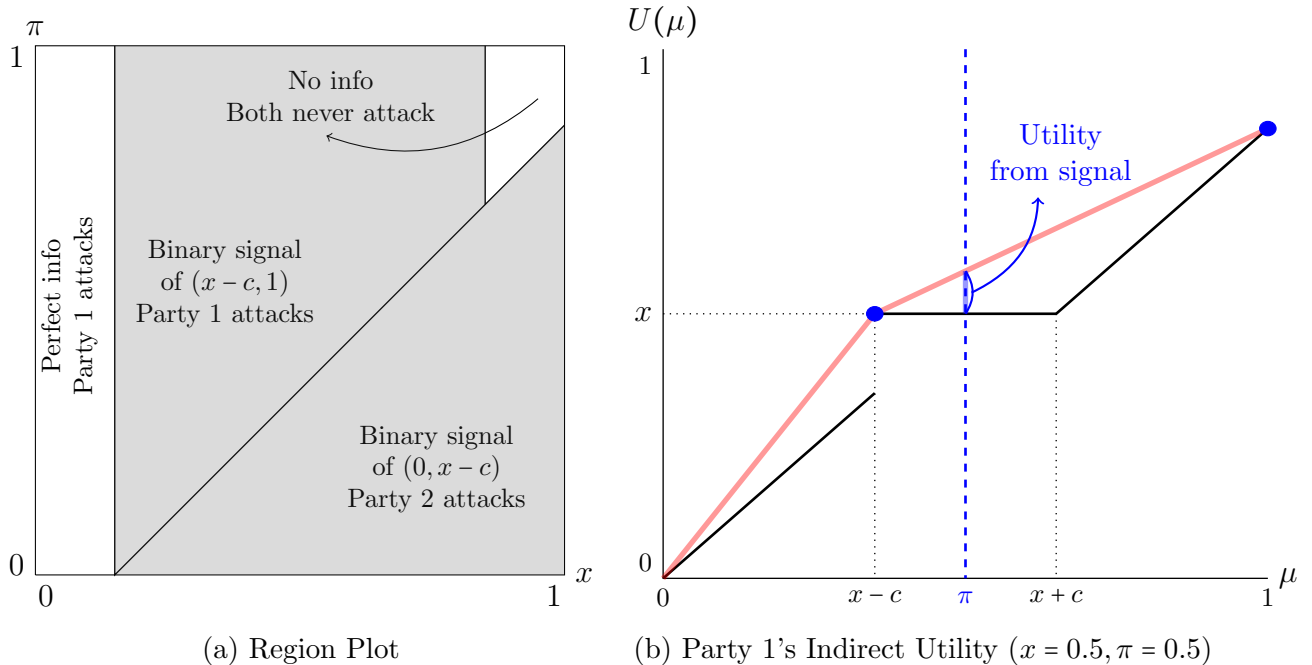 π
1
No info
Both never attack
Perfect info
Party 1 attacks
Binary signal
of (x − c, 1)
Party 1 attacks
Binary signal
of (0, x − c)
Party 2 attacks
0
0
1
x
(a) Region Plot
U(μ)
1
Utility
from signal
x
0
0
x − c
π
x + c
1
μ
(b) Party 1's Indirect Utility (x = 0.5, π = 0.5)